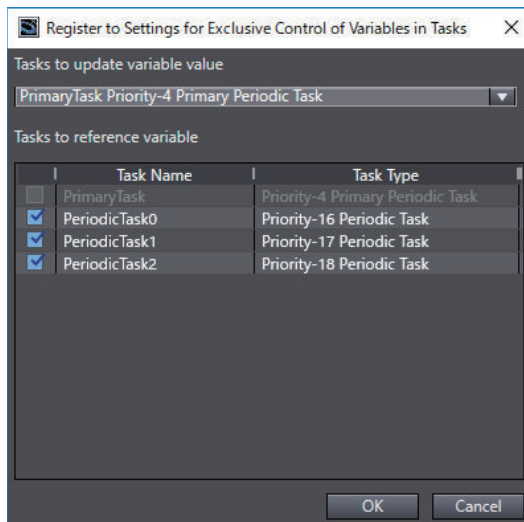 Register to Settings for Exclusive Control of Variables in Tasks
Tasks to update variable value
PrimaryTask Priority-4 Primary Periodic Task
Tasks to reference variable
Task Name Task Type
PrimaryTask Priority-4 Primary Periodic Task
PeriodicTask0 Priority-16 Periodic Task
PeriodicTask1 Priority-17 Periodic Task
PeriodicTask2 Priority-18 Periodic Task
OK Cancel